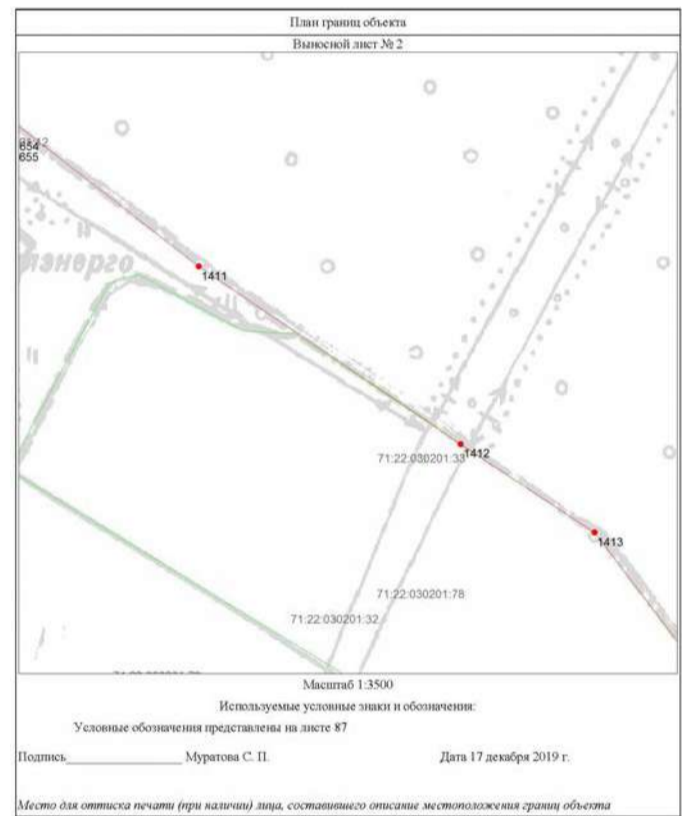 План границ объекта
Выносной лист № 2
654
655
1411
71:22:030201:33
1412
1413
71:22:030201:78
71:22:030201:32
Масштаб 1:3500
Используемые условные знаки и обозначения:
Условные обозначения представлены на листе 87
Подпись____________________ Муратова С. П. Дата 17 декабря 2019 г.
Место для оттиска печати (при наличии) лица, составившего описание местоположения границ объекта